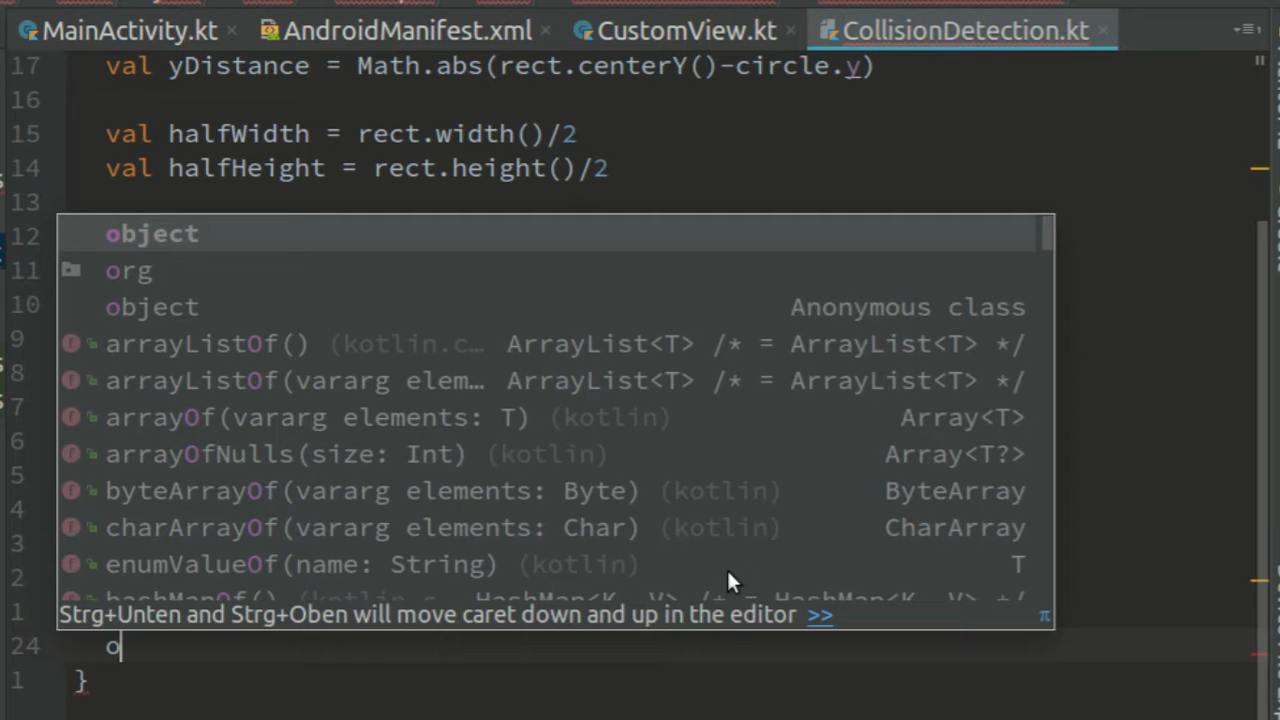 MainActivity.kt AndroidManifest.xml CustomView.kt CollisionDetection.kt
17 val yDistance = Math.abs(rect.centerY()-circle.y)
16
15 val halfWidth = rect.width()/2
14 val halfHeight = rect.height()/2
13
12 object
11 org
10 object Anonymous class
9 arrayListOf() (kotlin.c… ArrayList<T> /* = ArrayList<T> */
8 arrayListOf(vararg elem… ArrayList<T> /* = ArrayList<T> */
7 arrayOf(vararg elements: T) (kotlin) Array<T>
6 arrayOfNulls(size: Int) (kotlin) Array<T?>
5 byteArrayOf(vararg elements: Byte) (kotlin) ByteArray
4 charArrayOf(vararg elements: Char) (kotlin) CharArray
3 enumValueOf(name: String) (kotlin) T
2 hashMapOf() (kotlin.c… HashMap<K, V> /* = HashMap<K, V> */
1 Strg+Unten and Strg+Oben will move caret down and up in the editor >> π
24 o
1 }